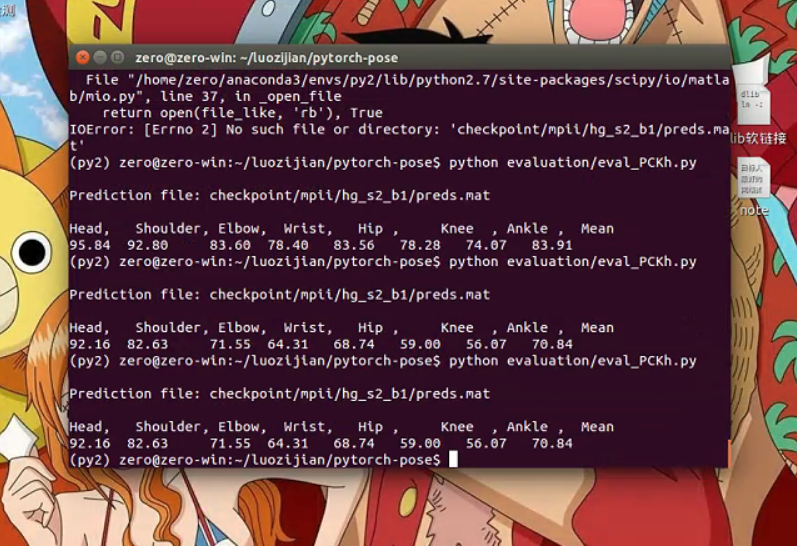 zero@zero-win: ~/luozijian/pytorch-pose
  File "/home/zero/anaconda3/envs/py2/lib/python2.7/site-packages/scipy/io/matla
b/mio.py", line 37, in _open_file
    return open(file_like, 'rb'), True
IOError: [Errno 2] No such file or directory: 'checkpoint/mpii/hg_s2_b1/preds.ma
t'
(py2) zero@zero-win:~/luozijian/pytorch-pose$ python evaluation/eval_PCKh.py
Prediction file: checkpoint/mpii/hg_s2_b1/preds.mat
Head,   Shoulder, Elbow,  Wrist,   Hip ,     Knee  , Ankle ,  Mean
95.84  92.80     83.60  78.40   83.56   78.28   74.07   83.91
(py2) zero@zero-win:~/luozijian/pytorch-pose$ python evaluation/eval_PCKh.py
Prediction file: checkpoint/mpii/hg_s2_b1/preds.mat
Head,   Shoulder, Elbow,  Wrist,   Hip ,     Knee  , Ankle ,  Mean
92.16  82.63     71.55  64.31   68.74   59.00   56.07   70.84
(py2) zero@zero-win:~/luozijian/pytorch-pose$ python evaluation/eval_PCKh.py
Prediction file: checkpoint/mpii/hg_s2_b1/preds.mat
Head,   Shoulder, Elbow,  Wrist,   Hip ,     Knee  , Ankle ,  Mean
92.16  82.63     71.55  64.31   68.74   59.00   56.07   70.84
(py2) zero@zero-win:~/luozijian/pytorch-pose$
dlib
ln -:
lib软链接
note